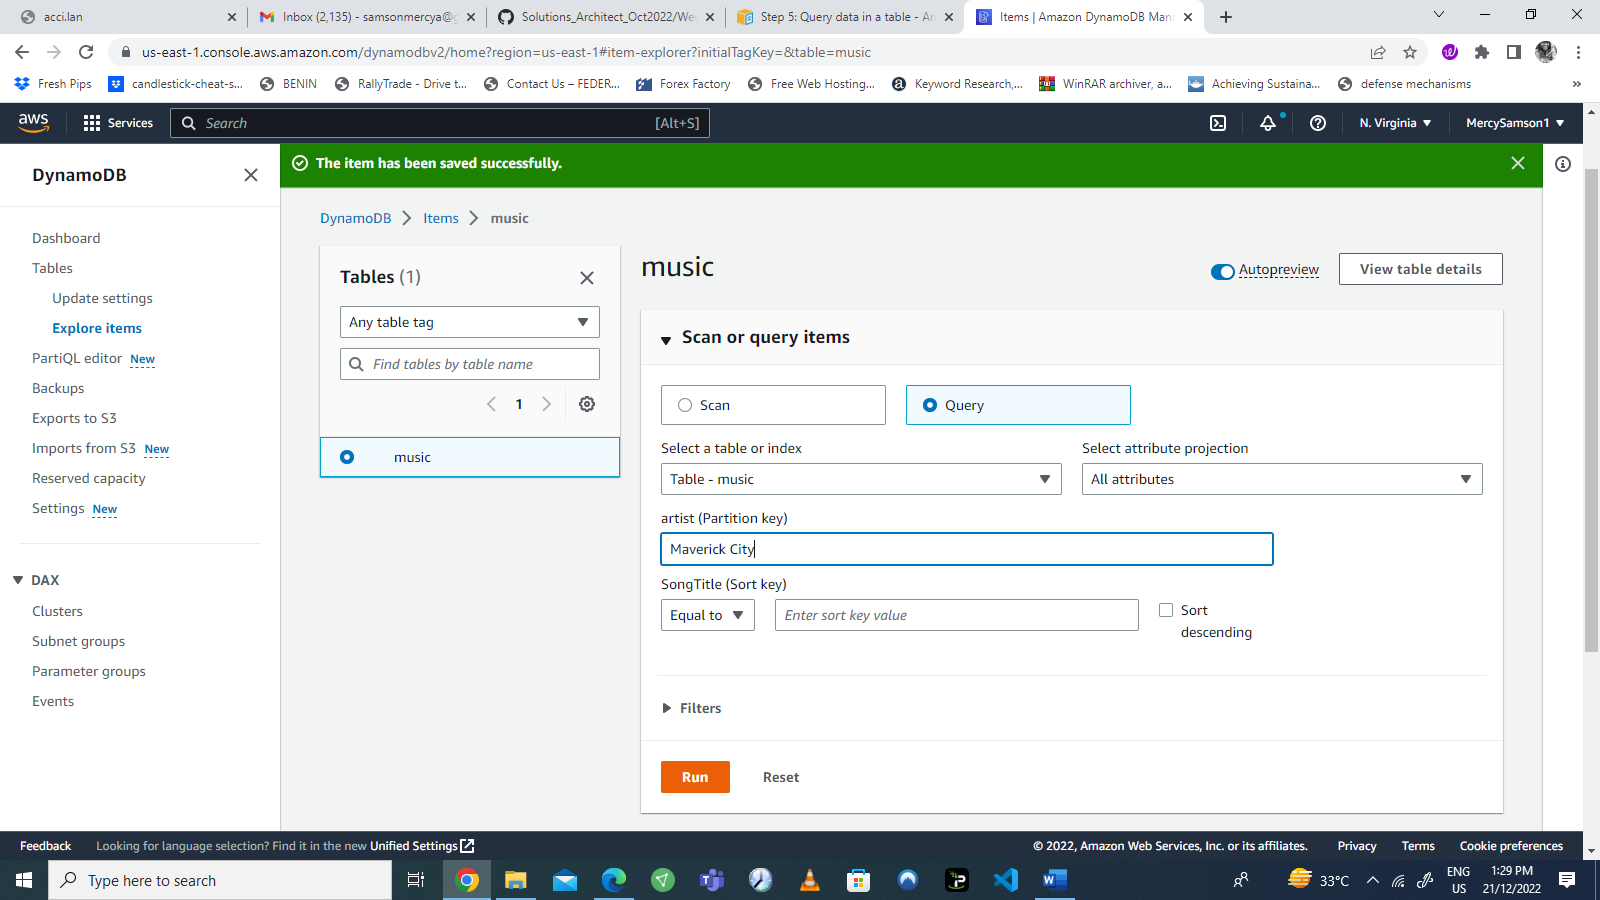 acci.lan
Inbox (2,135) - samsonmercya@g
Solutions_Architect_Oct2022/We
Step 5: Query data in a table - Am
Items | Amazon DynamoDB Man
us-east-1.console.aws.amazon.com/dynamodbv2/home?region=us-east-1#item-explorer?initialTagKey=&table=music
Fresh Pips
candlestick-cheat-s...
BENIN
RallyTrade - Drive t...
Contact Us – FEDER...
Forex Factory
Free Web Hosting...
Keyword Research,...
WinRAR archiver, a...
Achieving Sustaina...
defense mechanisms
aws
Services
Search
[Alt+S]
N. Virginia
MercySamson1
DynamoDB
The item has been saved successfully.
Dashboard
Tables
Update settings
Explore items
PartiQL editor New
Backups
Exports to S3
Imports from S3 New
Reserved capacity
Settings New
DAX
Clusters
Subnet groups
Parameter groups
Events
DynamoDB
Items
music
Tables (1)
Any table tag
Find tables by table name
1
music
music
Autopreview
View table details
Scan or query items
Scan
Query
Select a table or index
Select attribute projection
Table - music
All attributes
artist (Partition key)
Maverick City
SongTitle (Sort key)
Equal to
Enter sort key value
Sort
descending
Filters
Run
Reset
Feedback
Looking for language selection? Find it in the new Unified Settings
© 2022, Amazon Web Services, Inc. or its affiliates.
Privacy
Terms
Cookie preferences
Type here to search
33°C
ENG
US
1:29 PM
21/12/2022